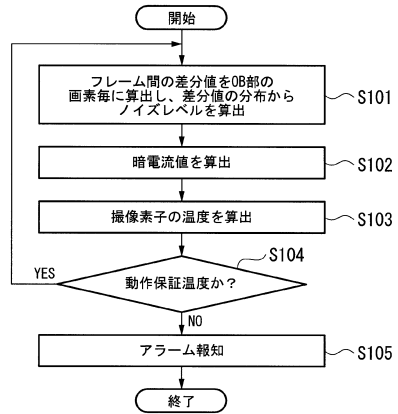 開始
フレーム間の差分値をOB部の
画素毎に算出し、差分値の分布から
ノイズレベルを算出
S101
暗電流値を算出
S102
撮像素子の温度を算出
S103
S104
動作保証温度か?
YES
NO
アラーム報知
S105
終了